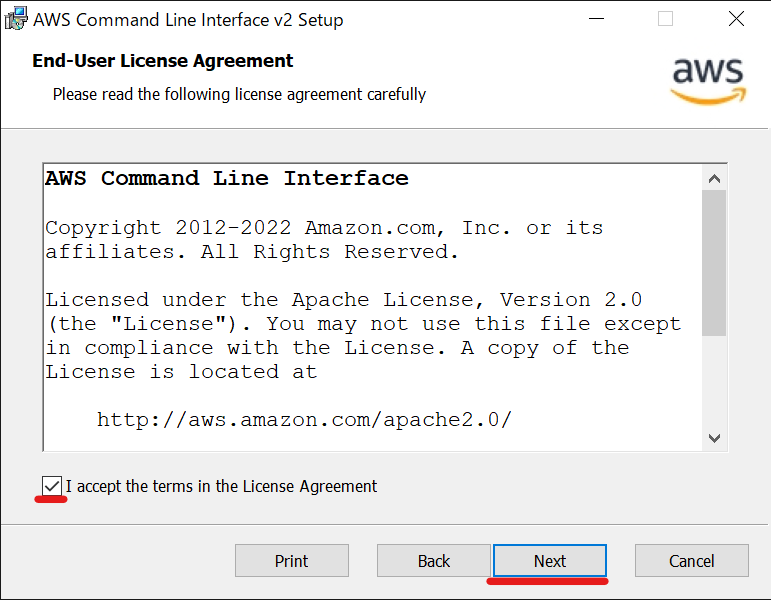 AWS Command Line Interface v2 Setup
End-User License Agreement
Please read the following license agreement carefully
aws
AWS Command Line Interface
Copyright 2012-2022 Amazon.com, Inc. or its
affiliates. All Rights Reserved.
Licensed under the Apache License, Version 2.0
(the "License"). You may not use this file except
in compliance with the License. A copy of the
License is located at
http://aws.amazon.com/apache2.0/
I accept the terms in the License Agreement
Print
Back
Next
Cancel